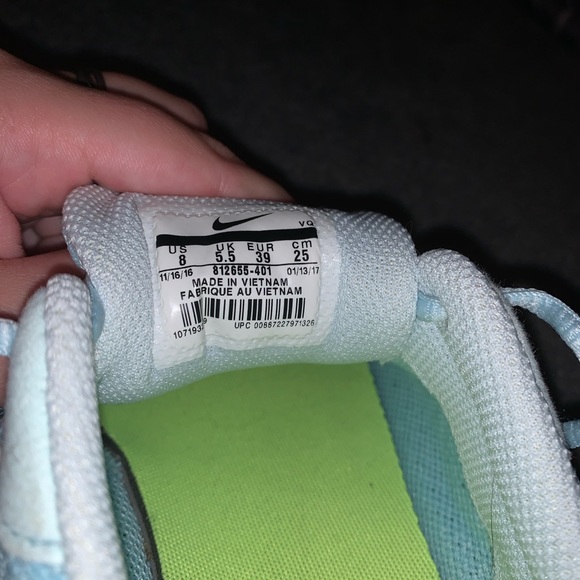 VQ
US UK EUR cm
8 5.5 39 25
11/16/16 812655-401 01/13/17
MADE IN VIETNAM
FABRIQUE AU VIETNAM
UPC 00887227971326